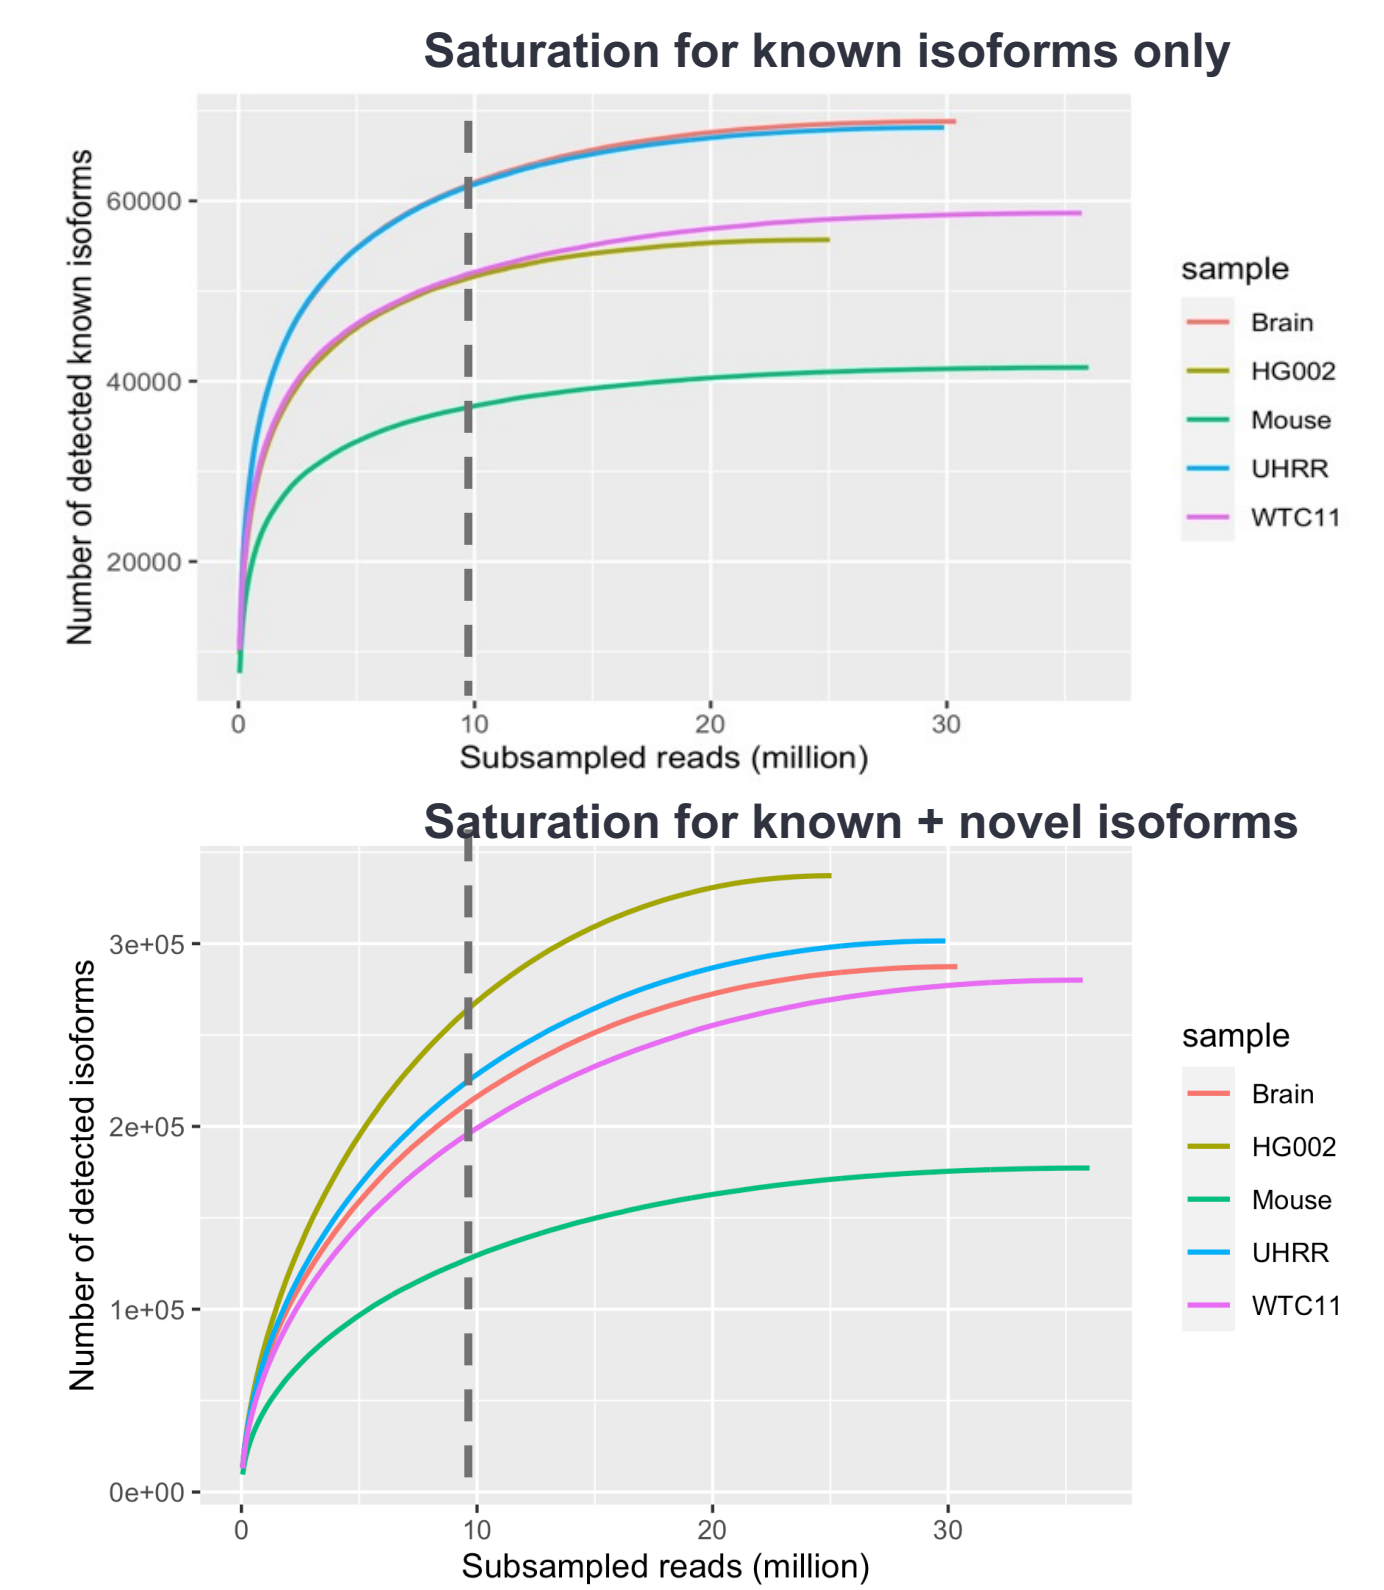 Saturation for known isoforms only
Number of detected known isoforms
60000
40000
20000
0
10
20
30
Subsampled reads (million)
sample
Brain
HG002
Mouse
UHRR
WTC11
Saturation for known + novel isoforms
Number of detected isoforms
3e+05
2e+05
1e+05
0e+00
0
10
20
30
Subsampled reads (million)
sample
Brain
HG002
Mouse
UHRR
WTC11